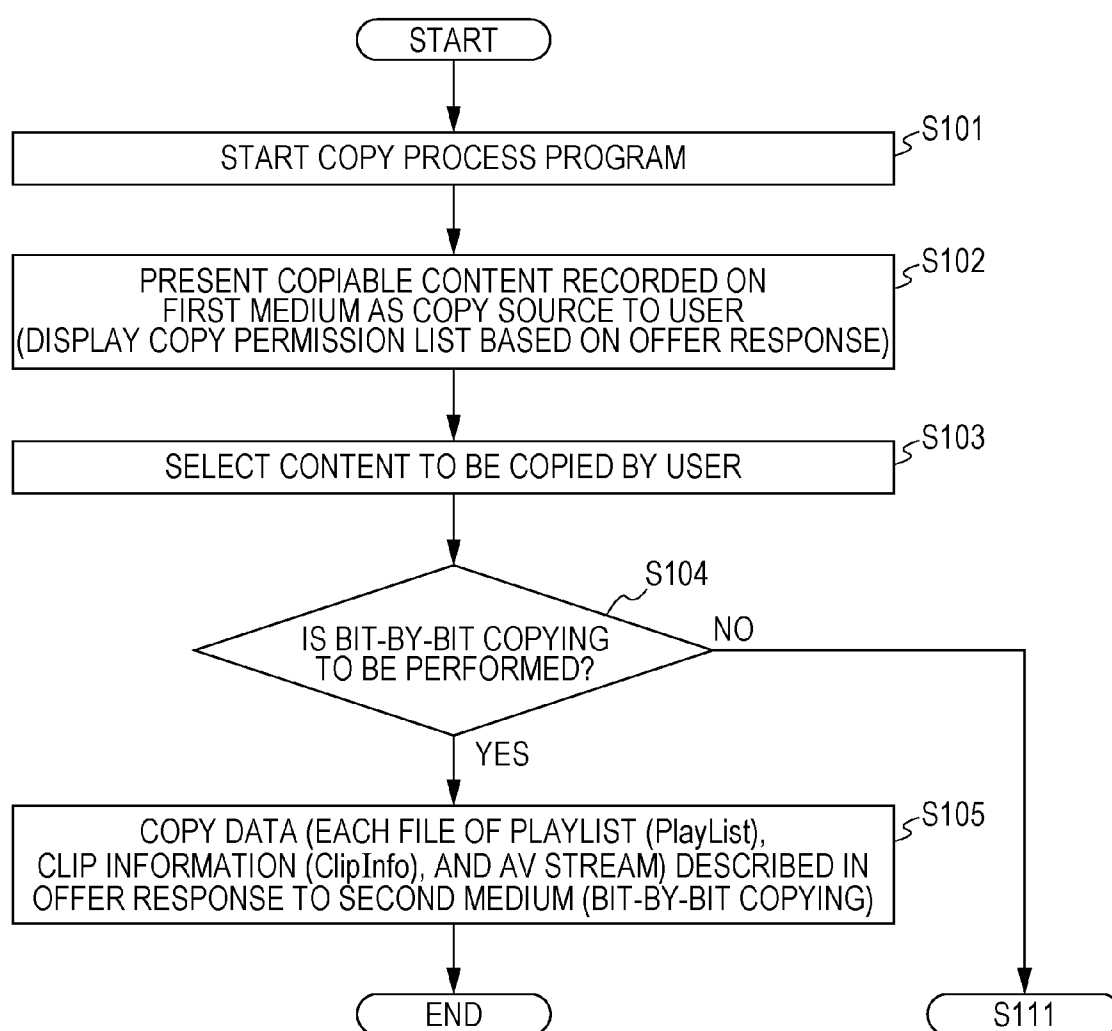 START
S101
START COPY PROCESS PROGRAM
S102
PRESENT COPIABLE CONTENT RECORDED ON
FIRST MEDIUM AS COPY SOURCE TO USER
(DISPLAY COPY PERMISSION LIST BASED ON OFFER RESPONSE)
S103
SELECT CONTENT TO BE COPIED BY USER
S104
IS BIT-BY-BIT COPYING
TO BE PERFORMED?
NO
YES
S105
COPY DATA (EACH FILE OF PLAYLIST (PlayList),
CLIP INFORMATION (ClipInfo), AND AV STREAM) DESCRIBED IN
OFFER RESPONSE TO SECOND MEDIUM (BIT-BY-BIT COPYING)
END
S111